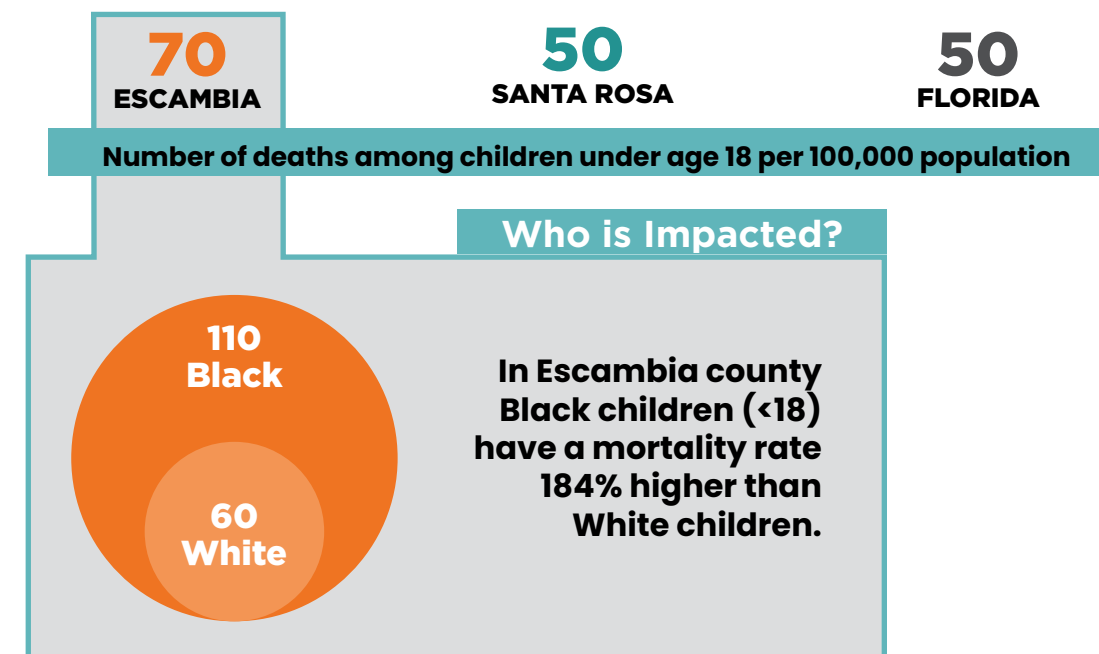 70
ESCAMBIA
50
SANTA ROSA
50
FLORIDA
Number of deaths among children under age 18 per 100,000 population
Who is Impacted?
110
Black
60
White
In Escambia county
Black children (<18)
have a mortality rate
184% higher than
White children.